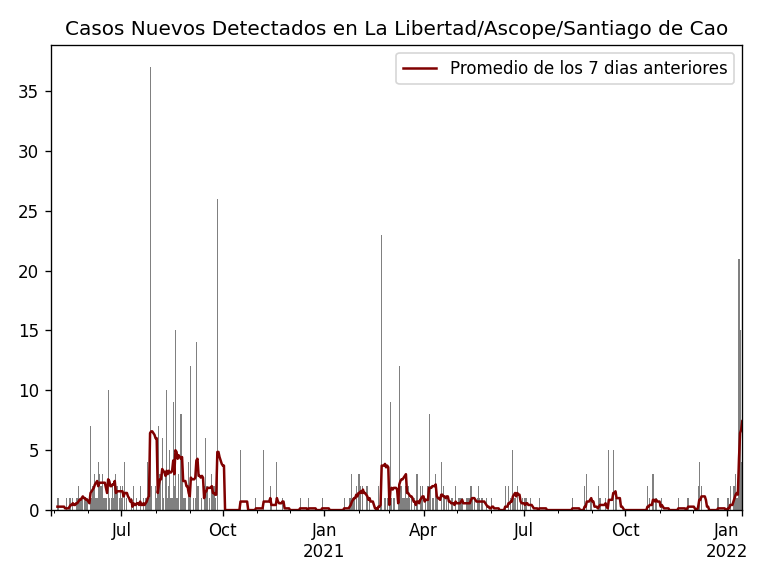 Casos Nuevos Detectados en La Libertad/Ascope/Santiago de Cao
Promedio de los 7 dias anteriores
35
30
25
20
15
10
5
0
Jul
Oct
Jan
2021
Apr
Jul
Oct
Jan
2022